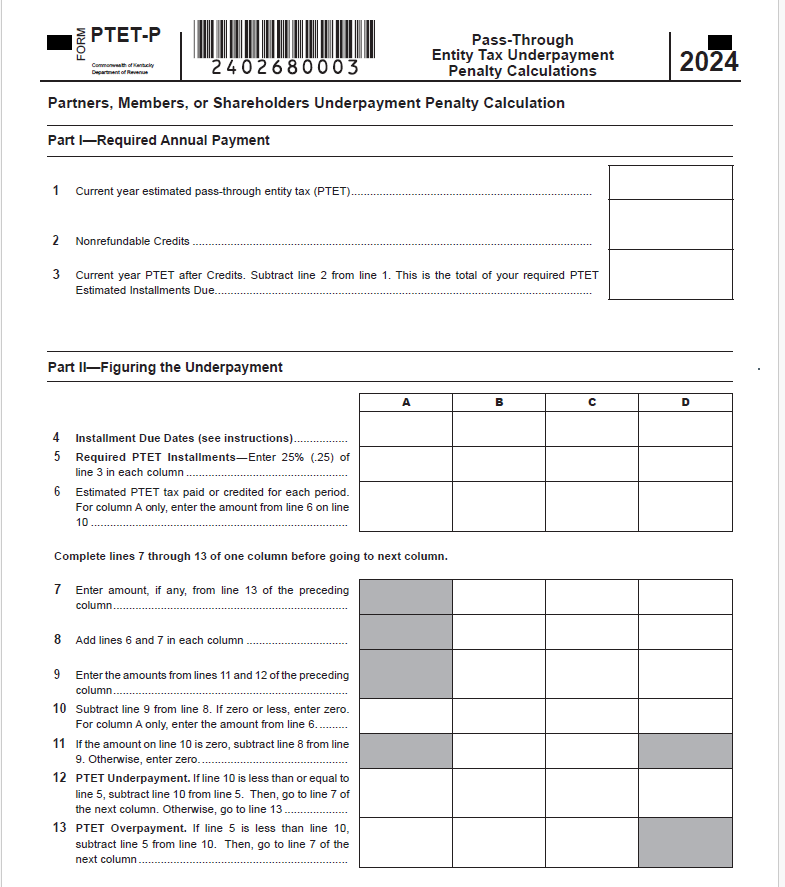 FORM PTET-P
Commonwealth of Kentucky
Department of Revenue
2402680003
Pass-Through
Entity Tax Underpayment
Penalty Calculations
2024
Partners, Members, or Shareholders Underpayment Penalty Calculation
Part I—Required Annual Payment
1 Current year estimated pass-through entity tax (PTET)............................................................................
2 Nonrefundable Credits ..............................................................................................................................
3 Current year PTET after Credits. Subtract line 2 from line 1. This is the total of your required PTET
Estimated Installments Due.......................................................................................................................
Part II—Figuring the Underpayment
A B C D
4 Installment Due Dates (see instructions).................
5 Required PTET Installments—Enter 25% (.25) of
line 3 in each column ...................................................
6 Estimated PTET tax paid or credited for each period.
For column A only, enter the amount from line 6 on line
10 .................................................................................
Complete lines 7 through 13 of one column before going to next column.
7 Enter amount, if any, from line 13 of the preceding
column..........................................................................
8 Add lines 6 and 7 in each column ................................
9 Enter the amounts from lines 11 and 12 of the preceding
column..........................................................................
10 Subtract line 9 from line 8. If zero or less, enter zero.
For column A only, enter the amount from line 6. .........
11 If the amount on line 10 is zero, subtract line 8 from line
9. Otherwise, enter zero. ..............................................
12 PTET Underpayment. If line 10 is less than or equal to
line 5, subtract line 10 from line 5. Then, go to line 7 of
the next column. Otherwise, go to line 13 ....................
13 PTET Overpayment. If line 5 is less than line 10,
subtract line 5 from line 10. Then, go to line 7 of the
next column ..................................................................